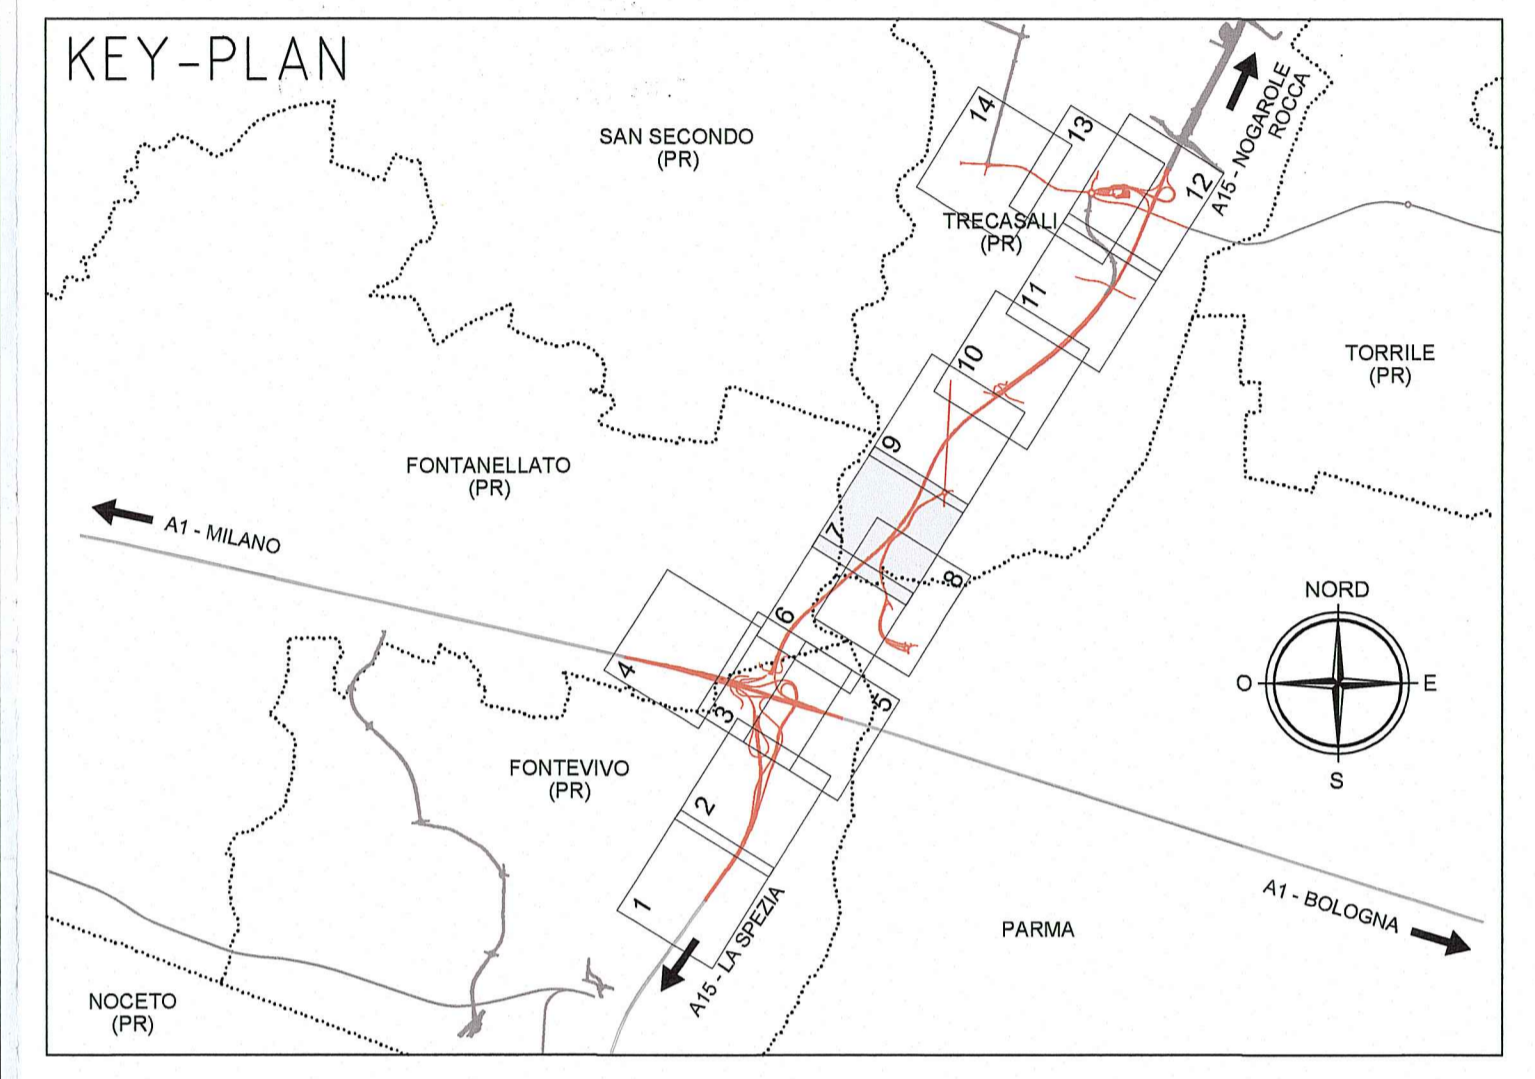 KEY-PLAN
SAN SECONDO
(PR)
A15 - NOGAROLE
ROCCA
14
13
12
TRECASALI
(PR)
11
TORRILE
(PR)
10
9
FONTANELLATO
(PR)
A1 - MILANO
7
8
NORD
O
E
S
6
4
5
3
FONTEVIVO
(PR)
2
1
A15 - LA SPEZIA
A1 - BOLOGNA
PARMA
NOCETO
(PR)